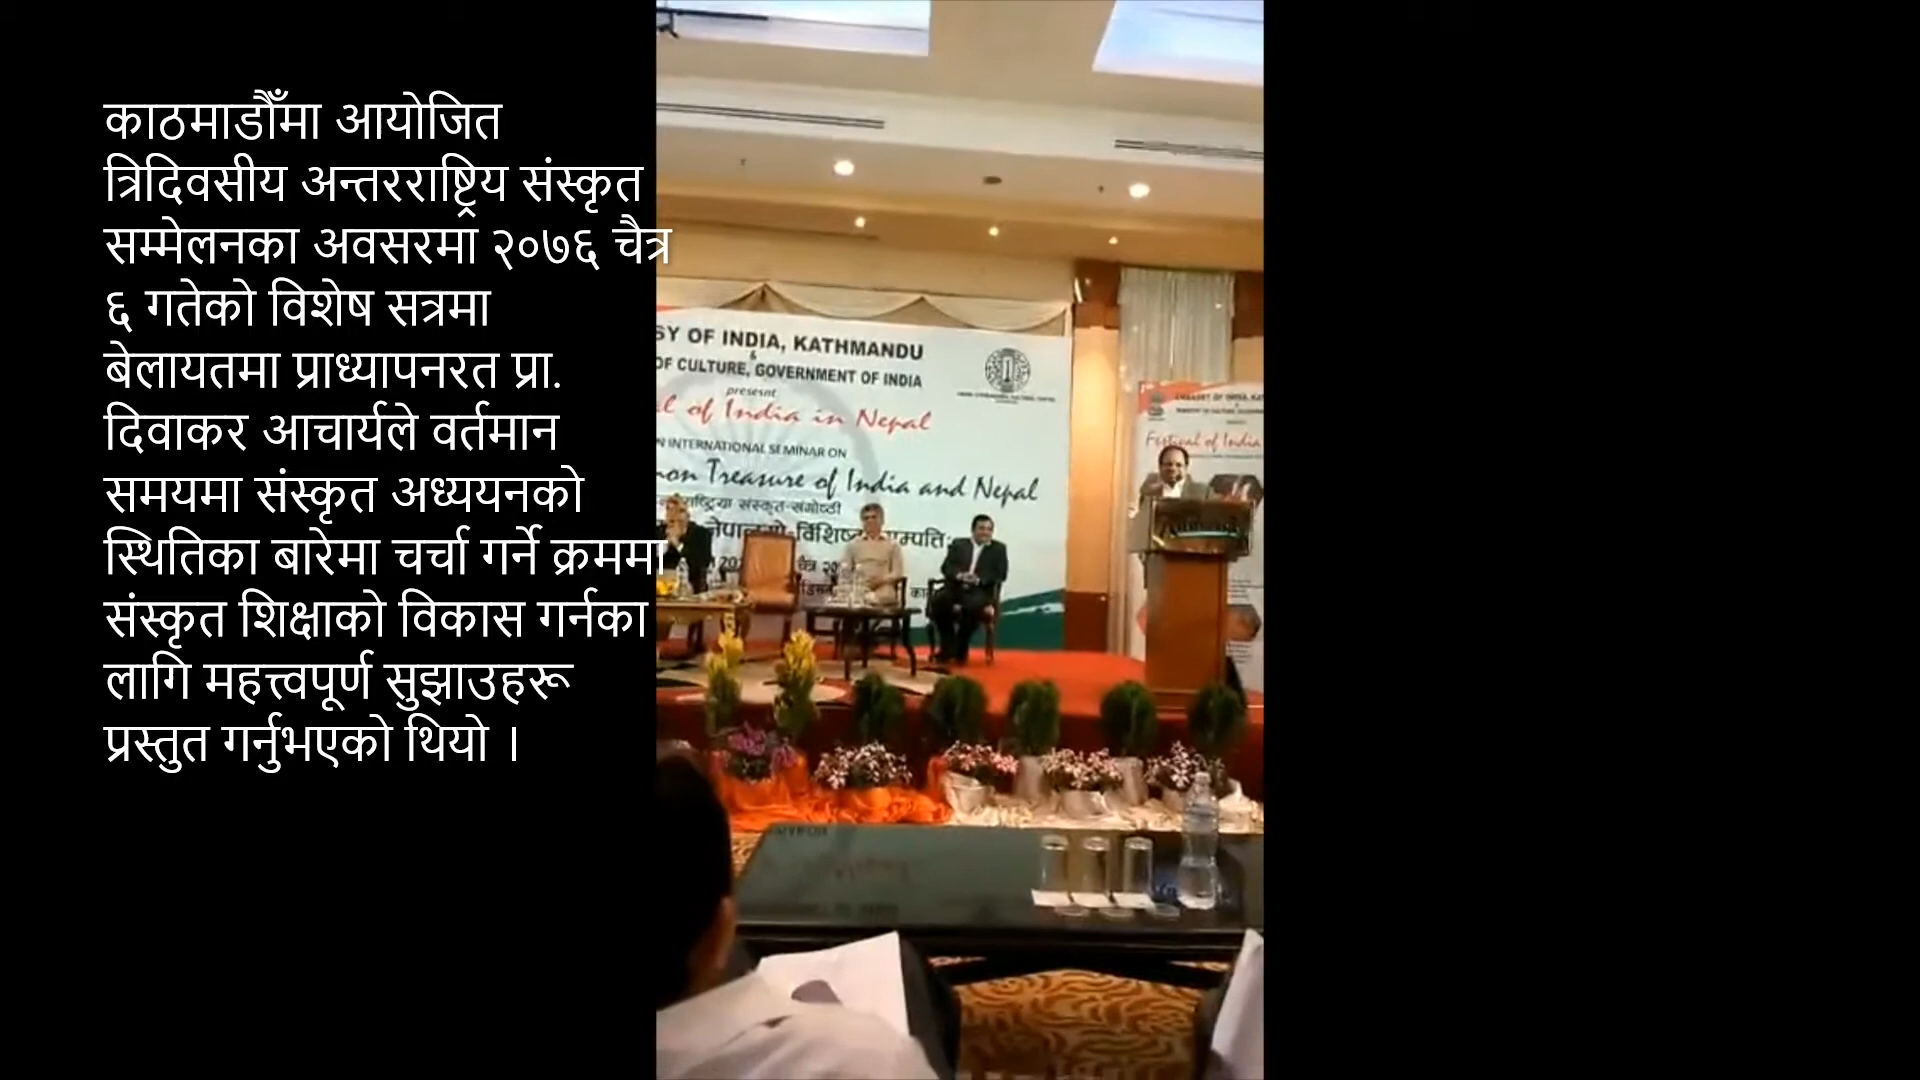 काठमाडौँमा आयोजित
त्रिदिवसीय अन्तरराष्ट्रिय संस्कृत
सम्मेलनका अवसरमा २०७६ चैत्र
६ गतेको विशेष सत्रमा
बेलायतमा प्राध्यापनरत प्रा.
दिवाकर आचार्यले वर्तमान
समयमा संस्कृत अध्ययनको
स्थितिका बारेमा चर्चा गर्ने क्रममा
संस्कृत शिक्षाको विकास गर्नका
लागि महत्त्वपूर्ण सुझाउहरू
प्रस्तुत गर्नुभएको थियो ।
OF INDIA, KATHMANDU
&
OF CULTURE, GOVERNMENT OF INDIA
present
of India in Nepal
INTERNATIONAL SEMINAR ON
Treasure of India and Nepal
संस्कृत-संगोष्ठी
Festival of India